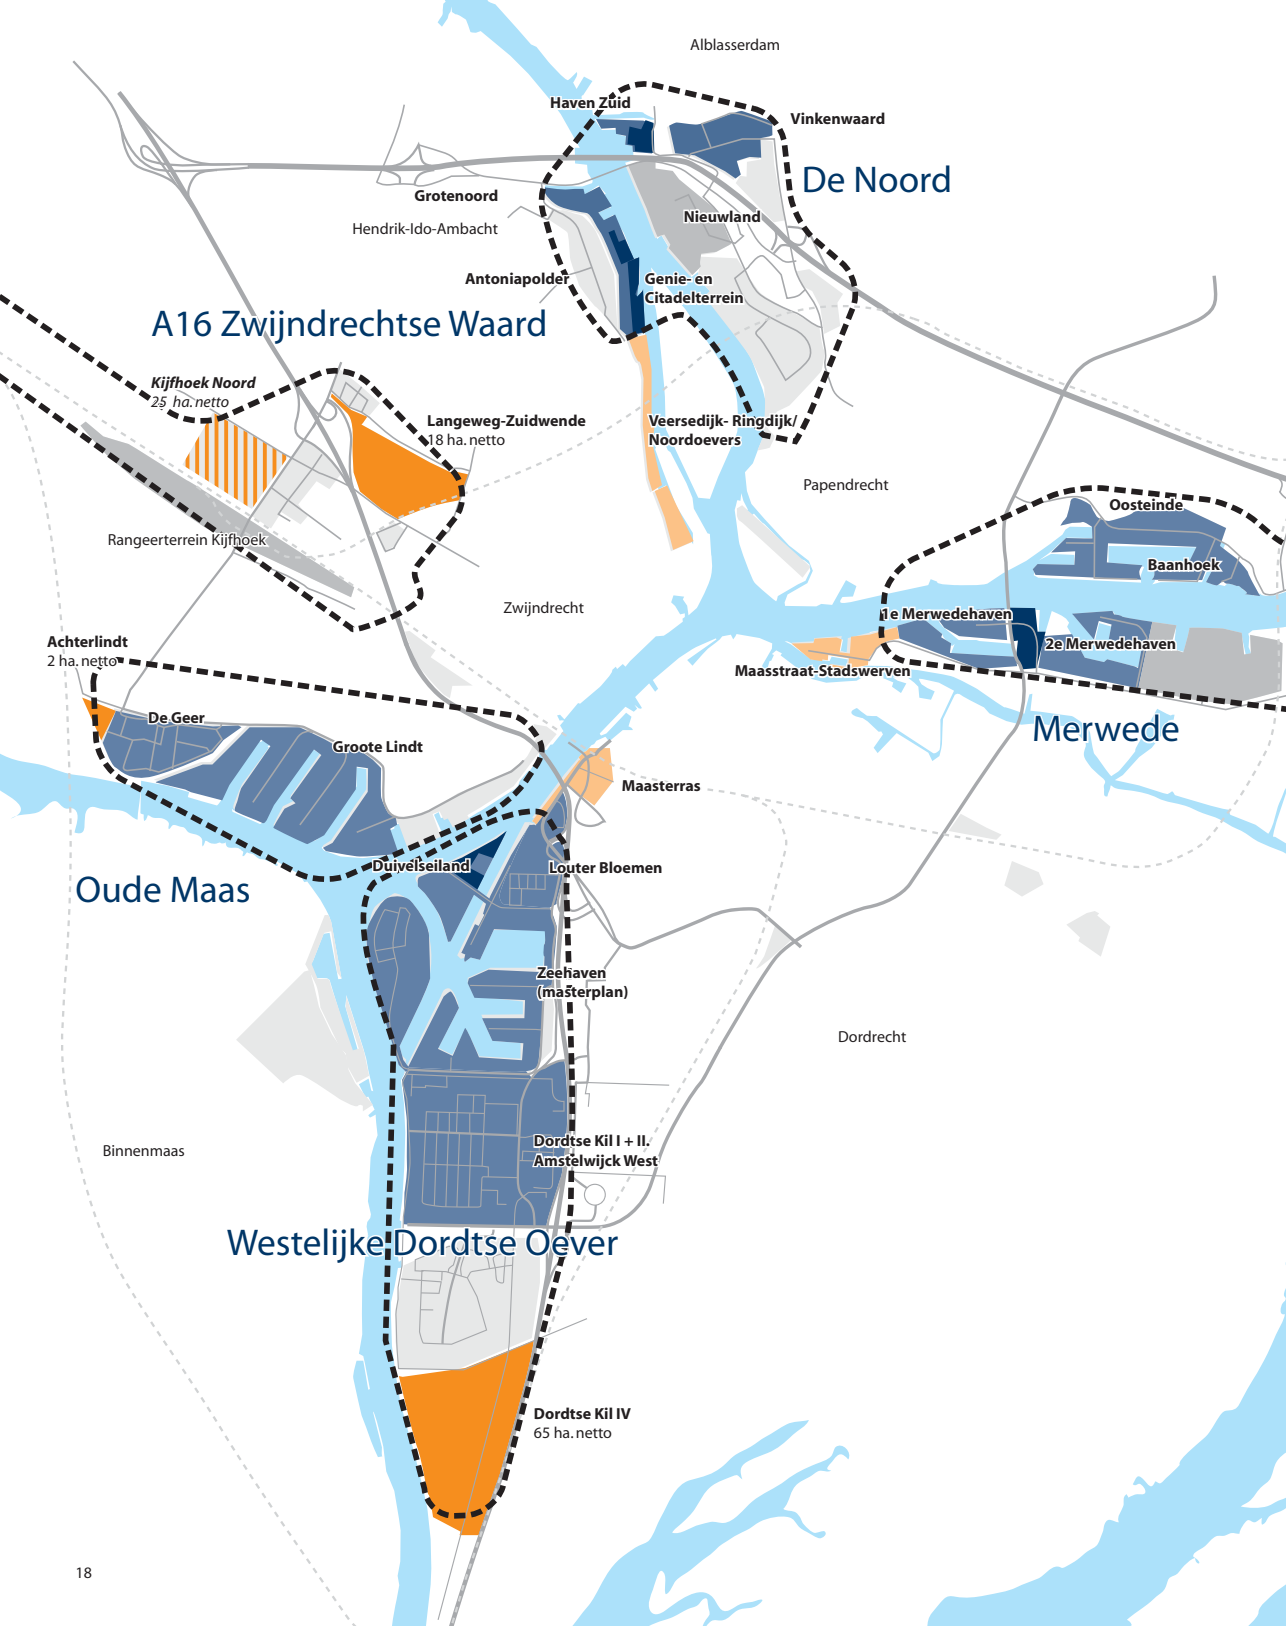 Alblasserdam
Haven Zuid
Vinkenwaard
De Noord
Grotenoord
Nieuwland
Hendrik-Ido-Ambacht
Antoniapolder
Genie- en
Citadelterrein
A16 Zwijndrechtse Waard
Kijfhoek Noord
25 ha. netto
Langeweg-Zuidwende
18 ha. netto
Veersedijk- Ringdijk/
Noordoevers
Papendrecht
Oosteinde
Rangeerterrein Kijfhoek
Baanhoek
Zwijndrecht
1e Merwedehaven
Achterlindt
2 ha. netto
2e Merwedehaven
Maasstraat-Stadswerven
De Geer
Merwede
Groote Lindt
Maasterras
Duivelseiland
Louter Bloemen
Oude Maas
Zeehaven
(masterplan)
Dordrecht
Dordtse Kil I + II.
Amstelwijck West
Binnenmaas
Westelijke Dordtse Oever
Dordtse Kil IV
65 ha. netto
18